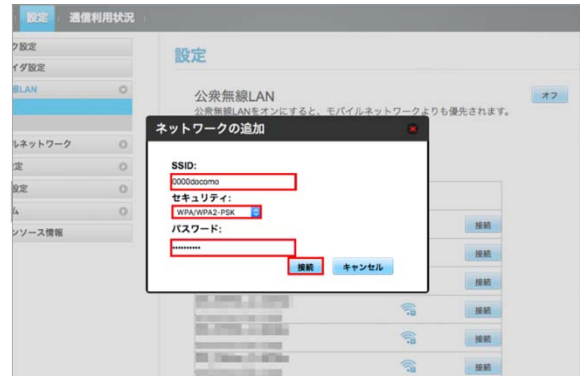 設定
通信利用状況
ク設定
イダ設定
LAN
ルネットワーク
定
設定
ム
ンソース情報
設定
公衆無線LAN
オフ
公衆無線LANをオンにすると、モバイルネットワークよりも優先されます。
ネットワークの追加
SSID:
0000docomo
セキュリティ:
WPA/WPA2-PSK
パスワード:
••••••••••
接続
キャンセル
接続
接続
接続
接続
接続
接続